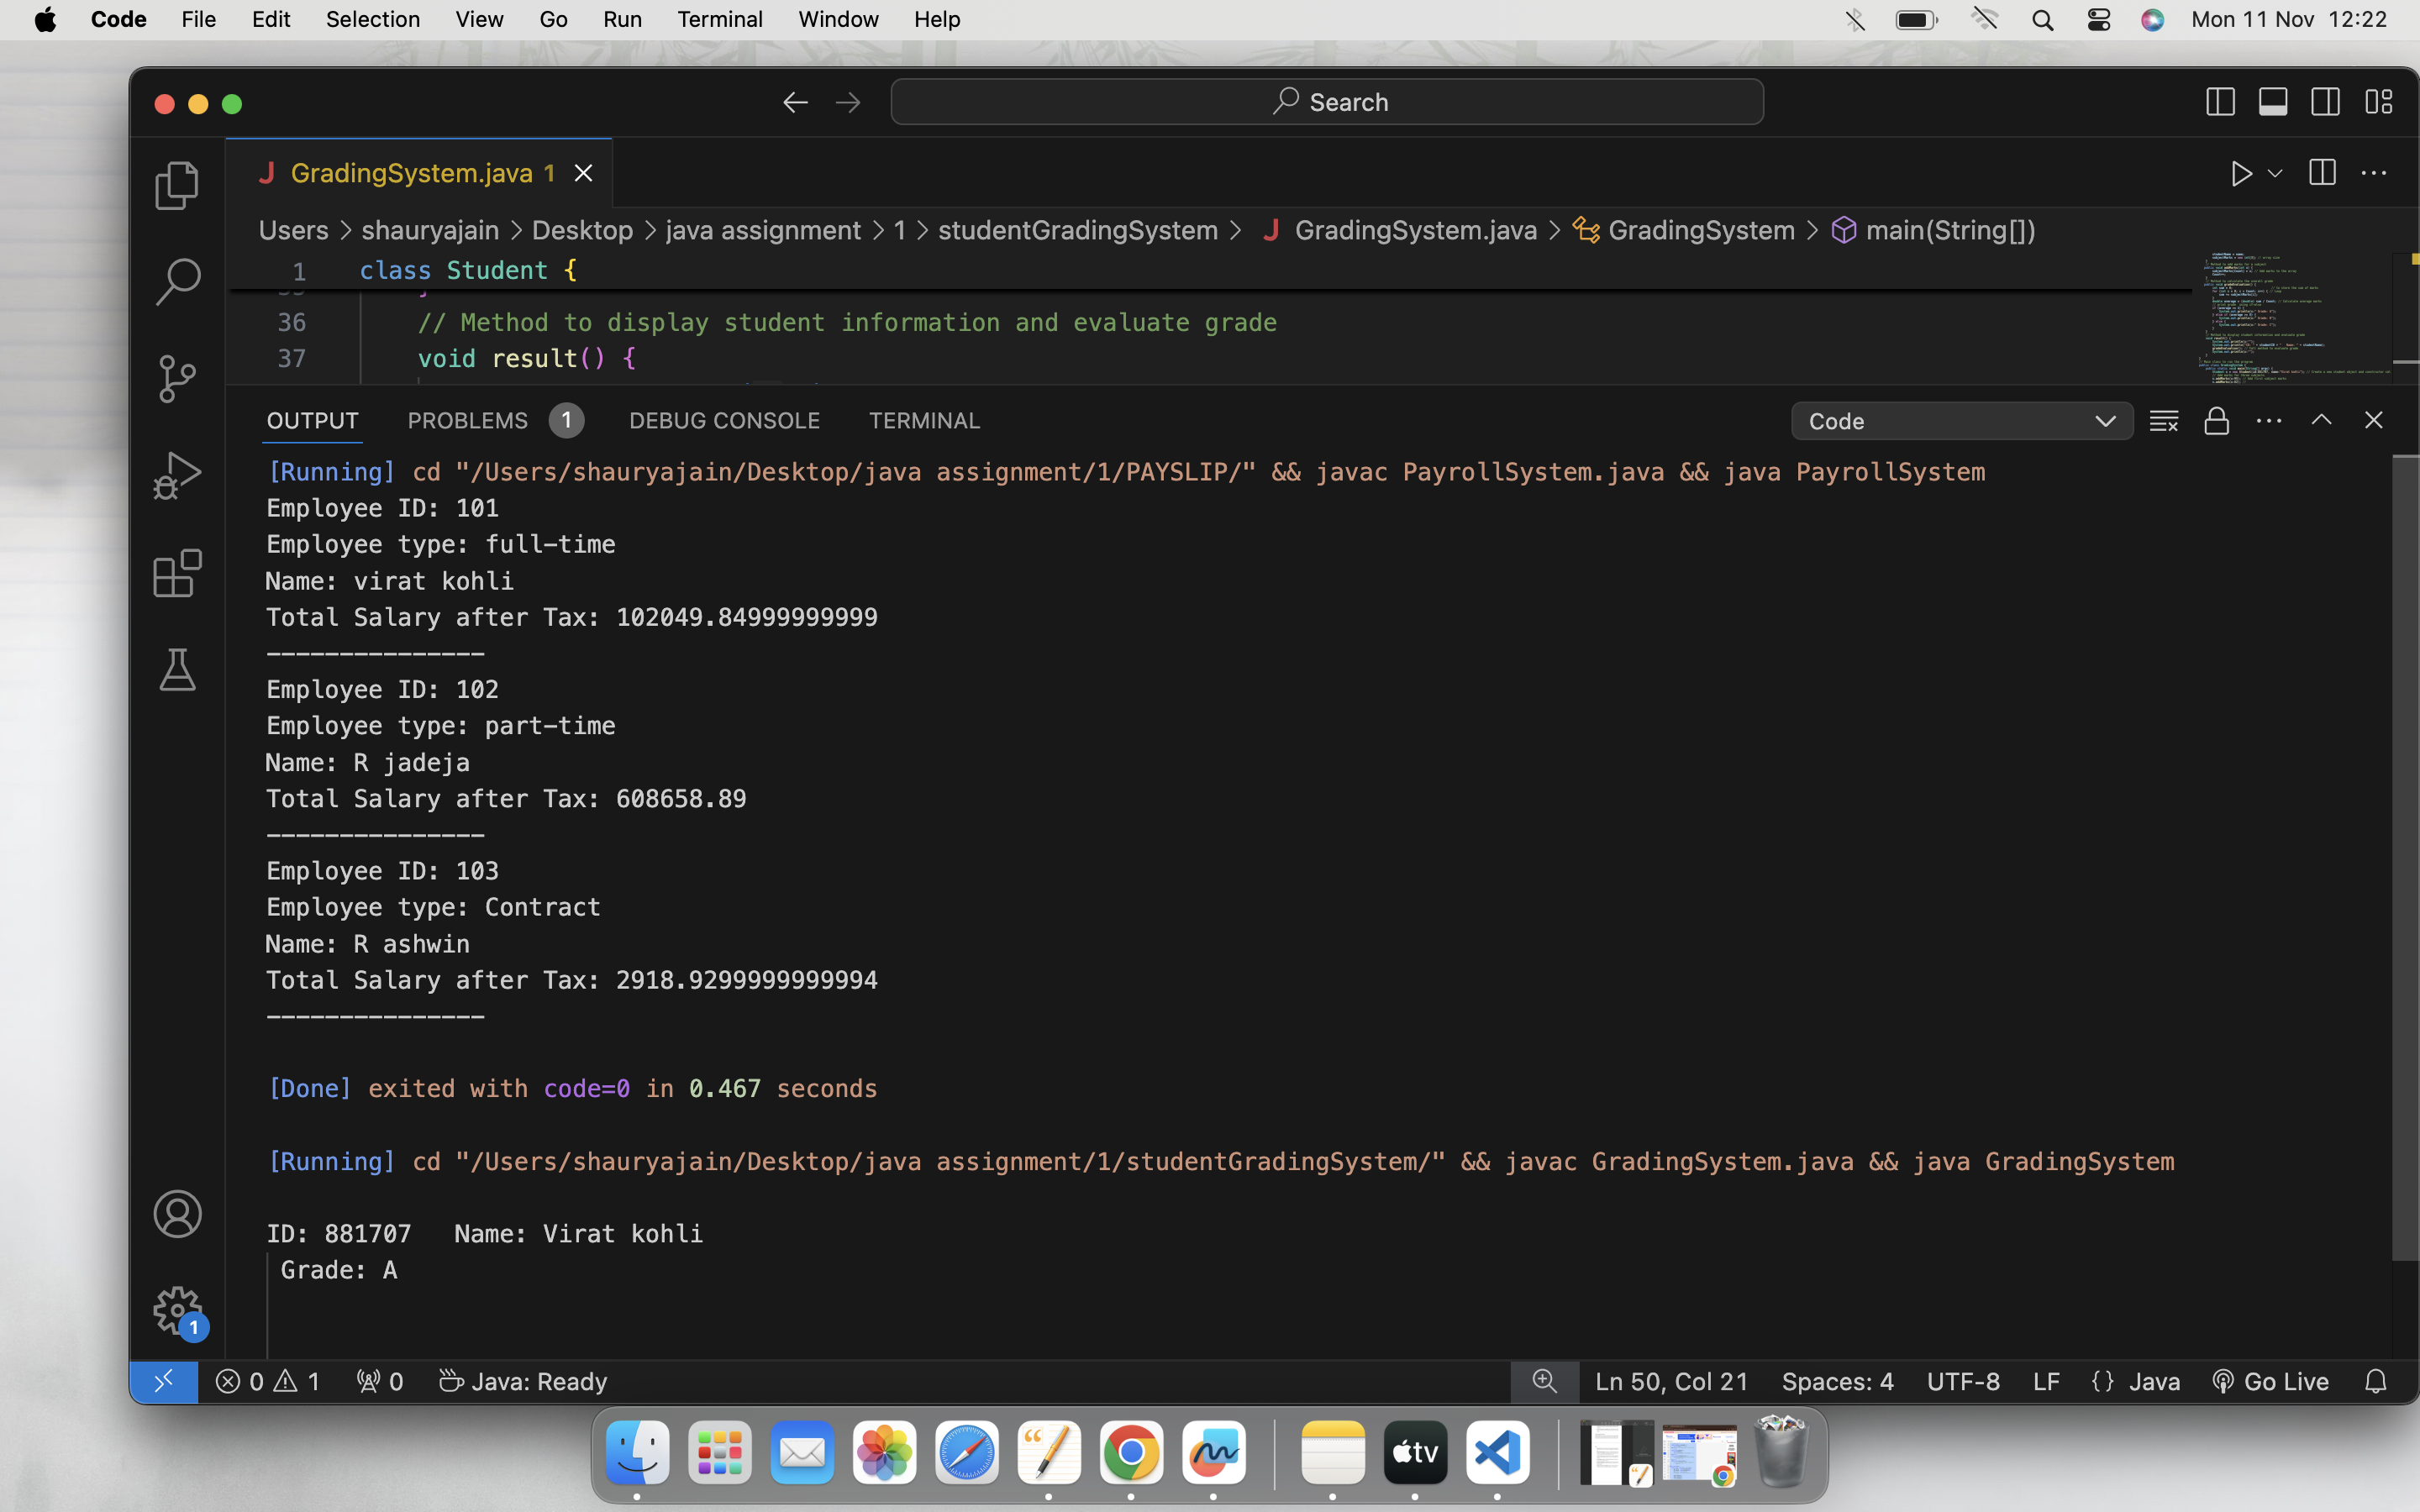 Code File Edit Selection View Go Run Terminal Window Help Mon 11 Nov 12:22
Search
GradingSystem.java 1
Users > shauryajain > Desktop > java assignment > 1 > studentGradingSystem > GradingSystem.java > GradingSystem > main(String[])
1 class Student {
36 // Method to display student information and evaluate grade
37 void result() {
OUTPUT PROBLEMS 1 DEBUG CONSOLE TERMINAL Code
[Running] cd "/Users/shauryajain/Desktop/java assignment/1/PAYSLIP/" && javac PayrollSystem.java && java PayrollSystem
Employee ID: 101
Employee type: full-time
Name: virat kohli
Total Salary after Tax: 102049.84999999999
---------------
Employee ID: 102
Employee type: part-time
Name: R jadeja
Total Salary after Tax: 608658.89
---------------
Employee ID: 103
Employee type: Contract
Name: R ashwin
Total Salary after Tax: 2918.9299999999994
---------------
[Done] exited with code=0 in 0.467 seconds
[Running] cd "/Users/shauryajain/Desktop/java assignment/1/studentGradingSystem/" && javac GradingSystem.java && java GradingSystem
ID: 881707 Name: Virat kohli
Grade: A
1
0 1 0 Java: Ready Ln 50, Col 21 Spaces: 4 UTF-8 LF {} Java Go Live
tv